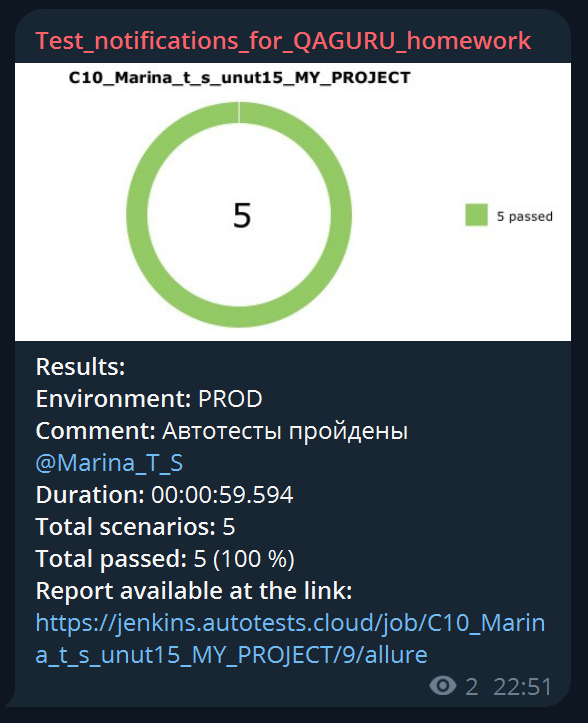 Test_notifications_for_QAGURU_homework
C10_Marina_t_s_unut15_MY_PROJECT
5
5 passed
Results:
Environment: PROD
Comment: Автотесты пройдены
@Marina_T_S
Duration: 00:00:59.594
Total scenarios: 5
Total passed: 5 (100 %)
Report available at the link:
https://jenkins.autotests.cloud/job/C10_Marin
a_t_s_unut15_MY_PROJECT/9/allure
2 22:51